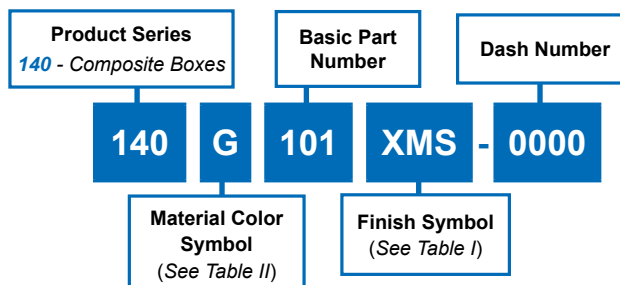 Product Series
140 - Composite Boxes
Basic Part
Number
Dash Number
140 G 101 XMS - 0000
Material Color
Symbol
(See Table II)
Finish Symbol
(See Table I)